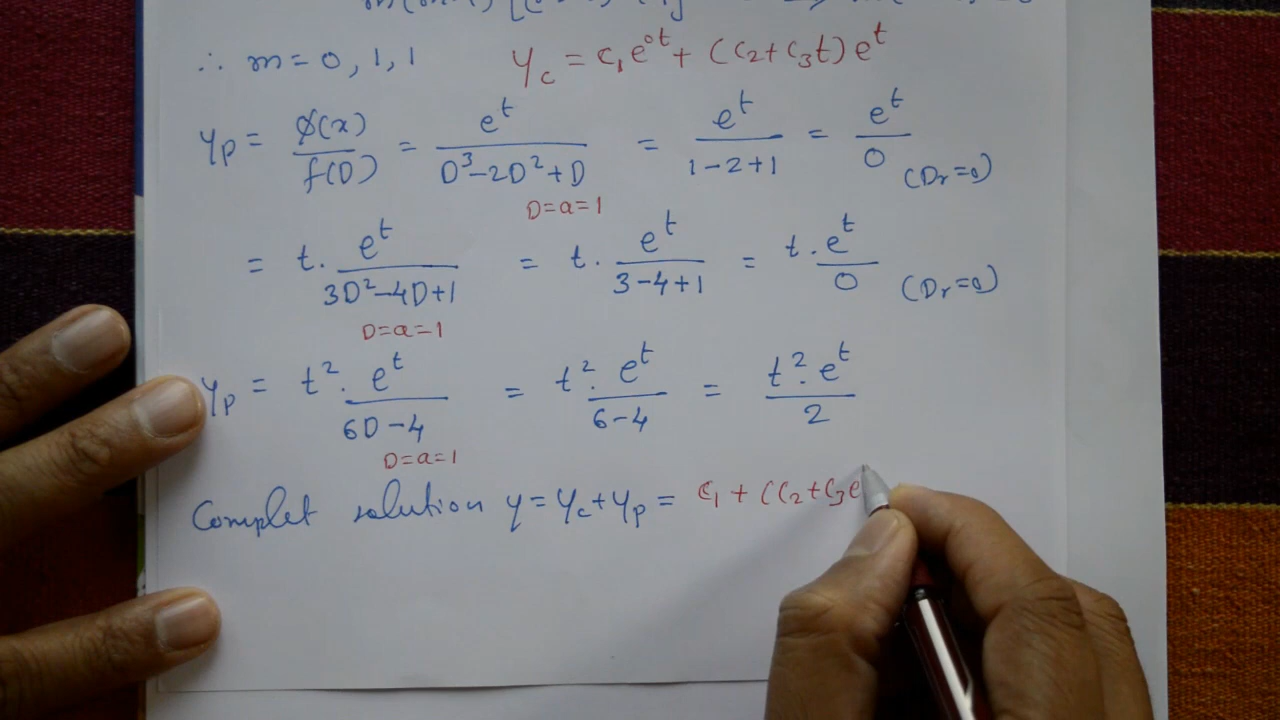 ∴ m = 0, 1, 1 y_c = c₁e^{0t} + (c₂ + c₃t) e^t
y_p = ϕ(x)/f(D) = e^t/(D³-2D²+D) = e^t/(1-2+1) = e^t/0 (Dr=0)
D=a=1
= t. e^t/(3D²-4D+1) = t. e^t/(3-4+1) = t. e^t/0 (Dr=0)
D=a=1
y_p = t². e^t/(6D-4) = t². e^t/(6-4) = t². e^t/2
D=a=1
Complet solution y = y_c + y_p = c₁ + (c₂ + c₃e